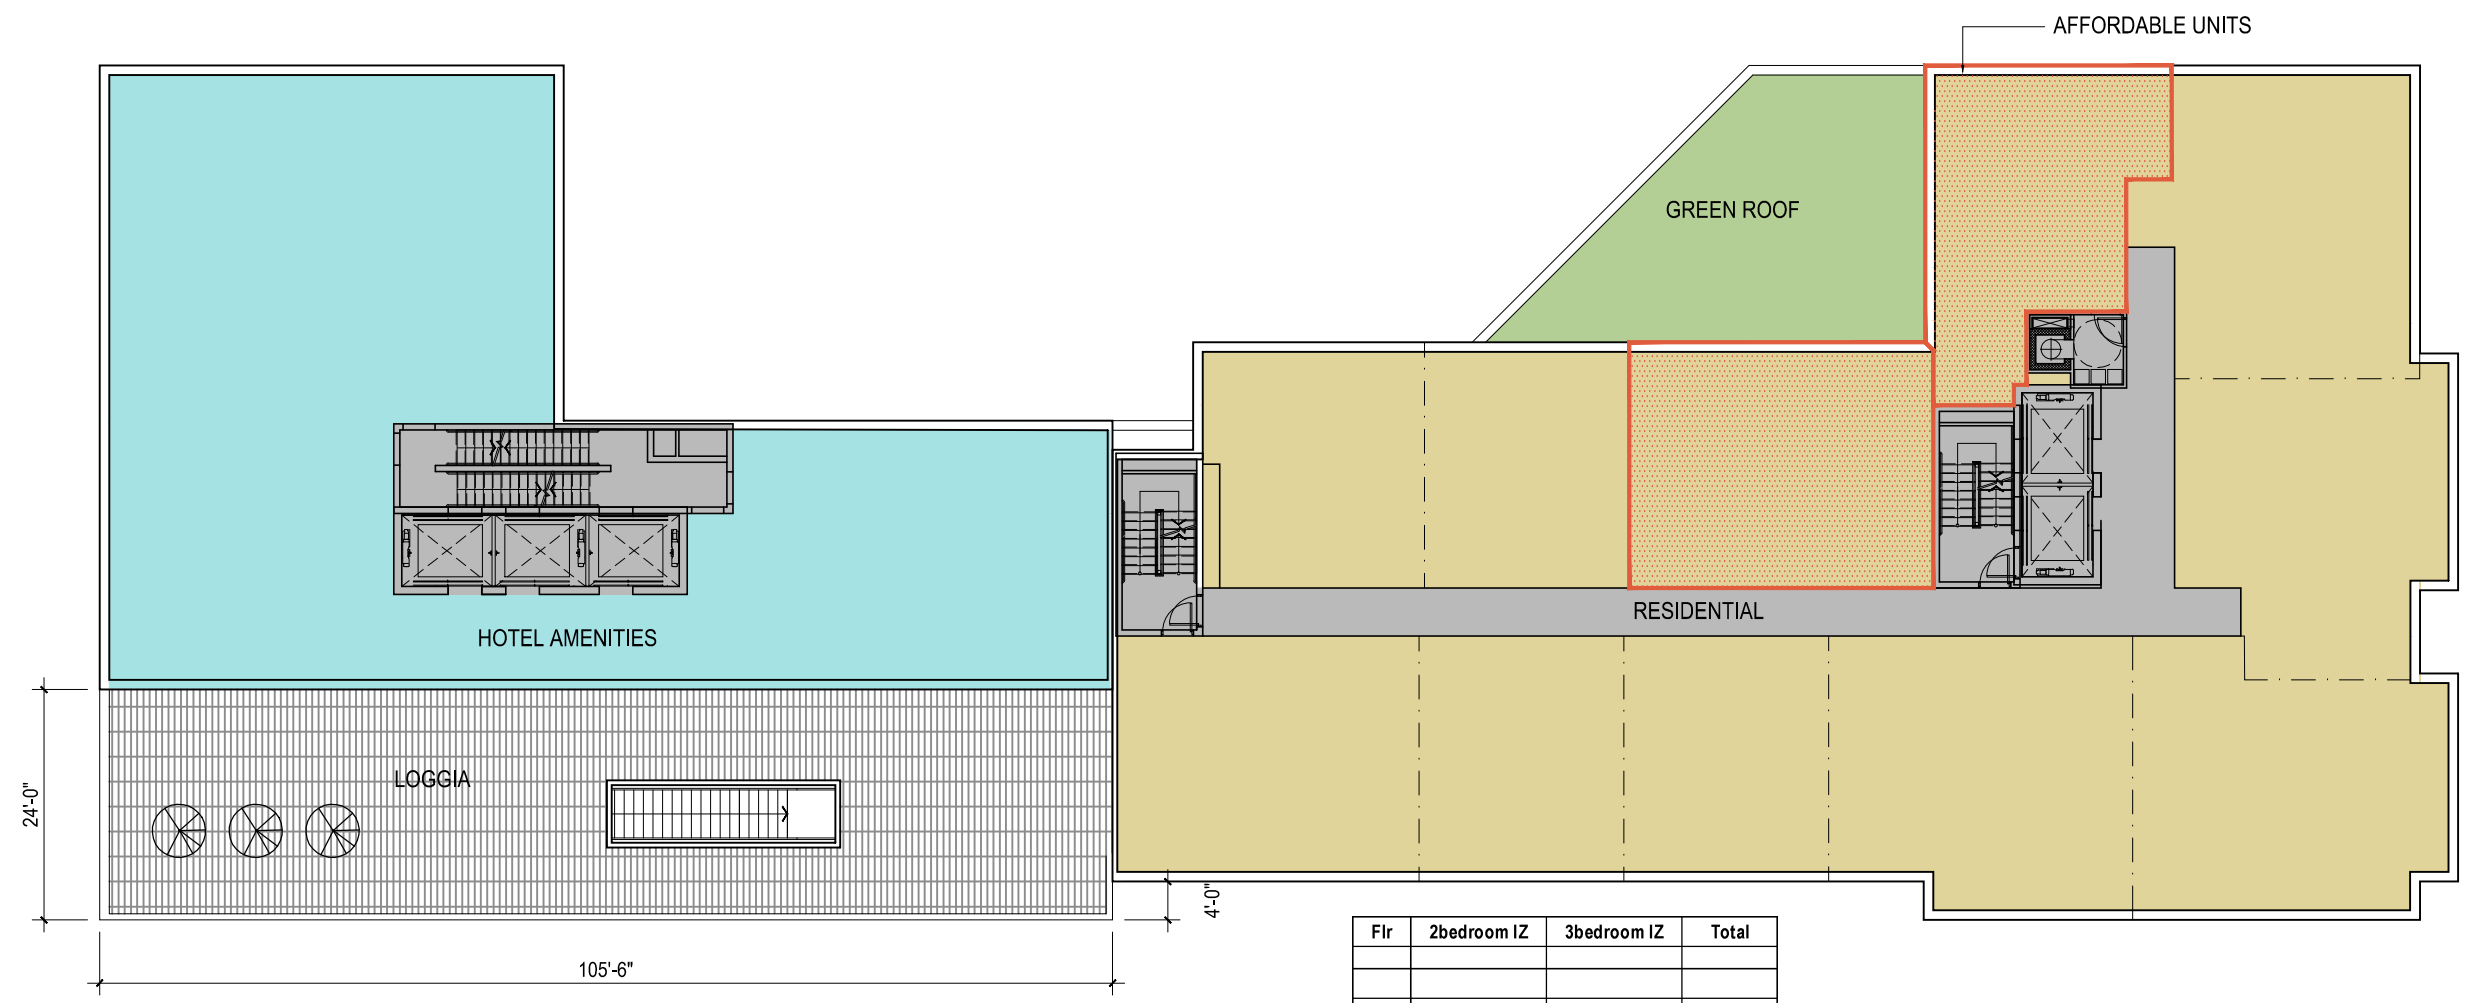 AFFORDABLE UNITS
GREEN ROOF
RESIDENTIAL
HOTEL AMENITIES
LOGGIA
24'-0"
4'-0"
105'-6"
Flr 2bedroom IZ 3bedroom IZ Total